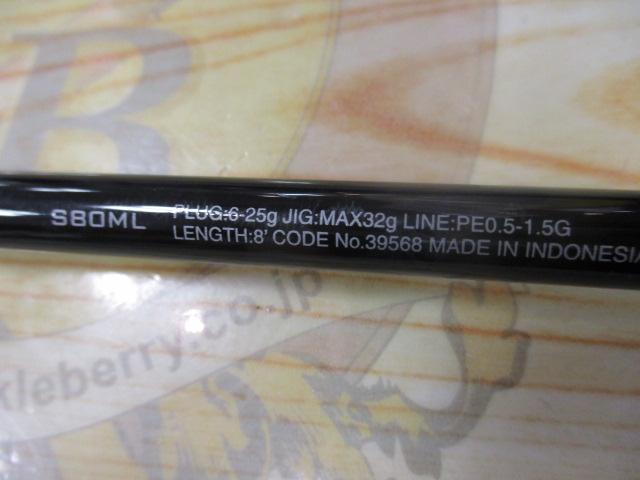 B
S80ML PLUG:6-25g JIG:MAX32g LINE:PE0.5-1.5G
LENGTH:8' CODE No.39568 MADE IN INDONESIA
kleberry.co.jp